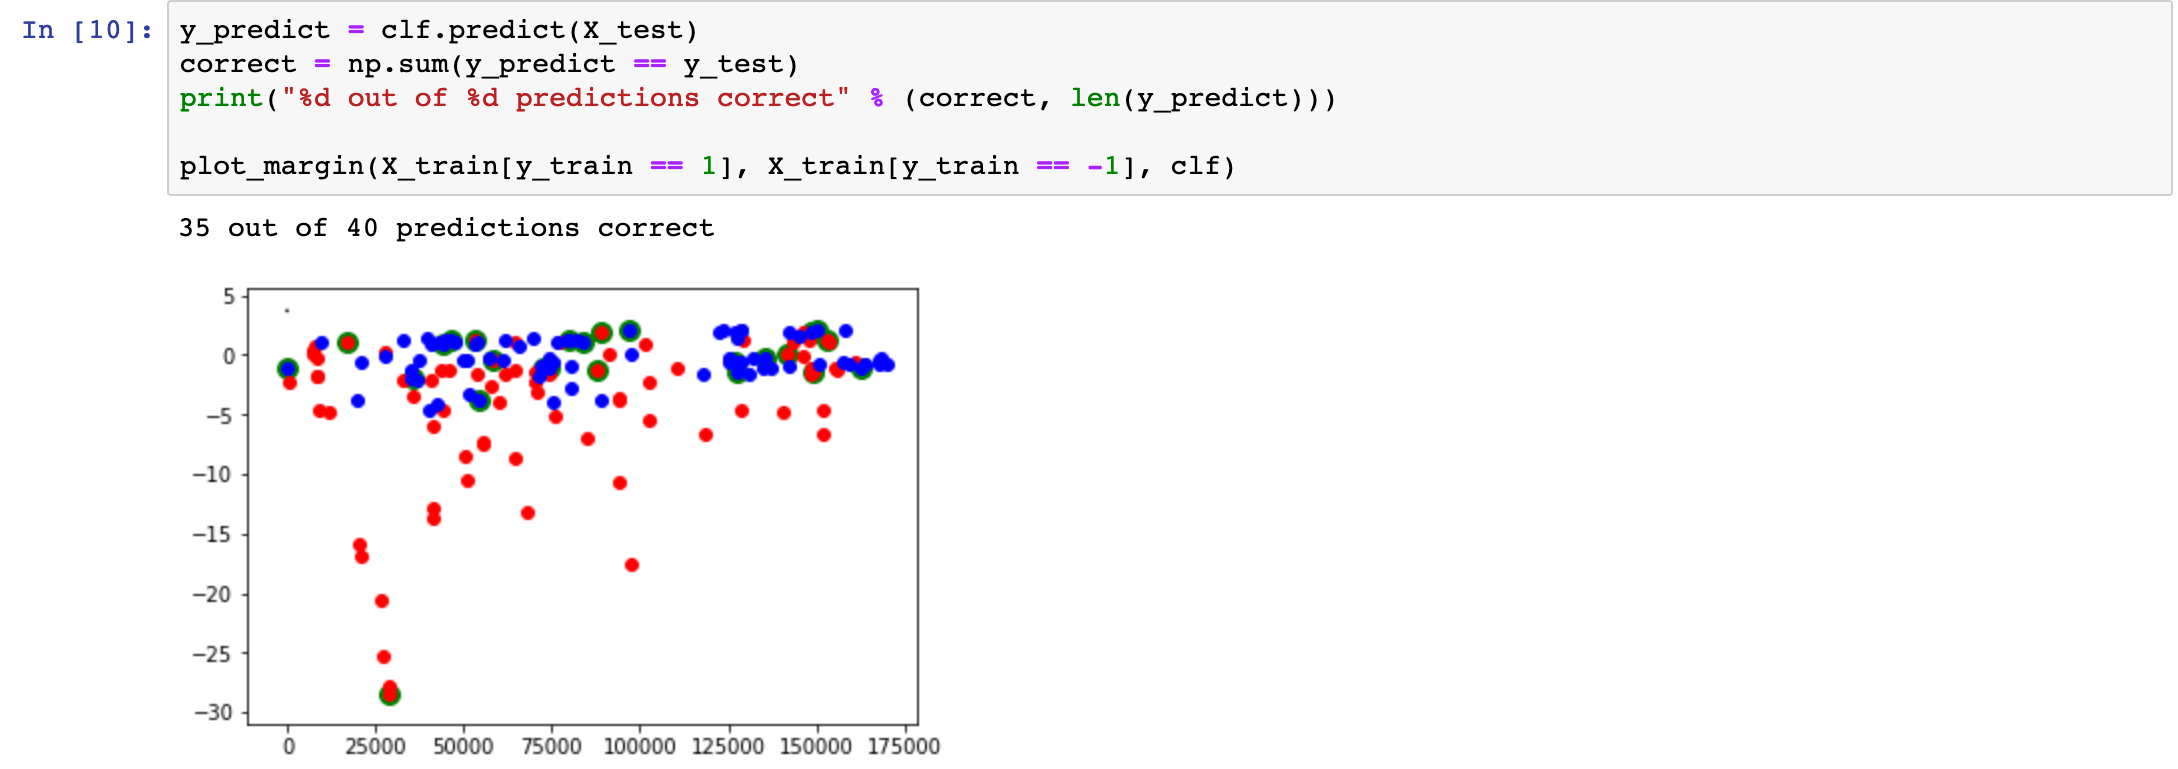 In [10]: y_predict = clf.predict(X_test)
correct = np.sum(y_predict == y_test)
print("%d out of %d predictions correct" % (correct, len(y_predict)))
plot_margin(X_train[y_train == 1], X_train[y_train == -1], clf)
35 out of 40 predictions correct
5
0
−5
−10
−15
−20
−25
−30
0 25000 50000 75000 100000 125000 150000 175000